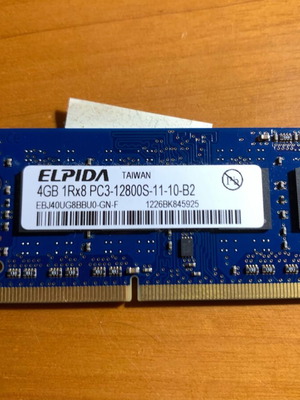 ELPIDA TAIWAN
4GB 1Rx8 PC3-12800S-11-10-B2
EBJ40UG8BBU0-GN-F 1226BK845925